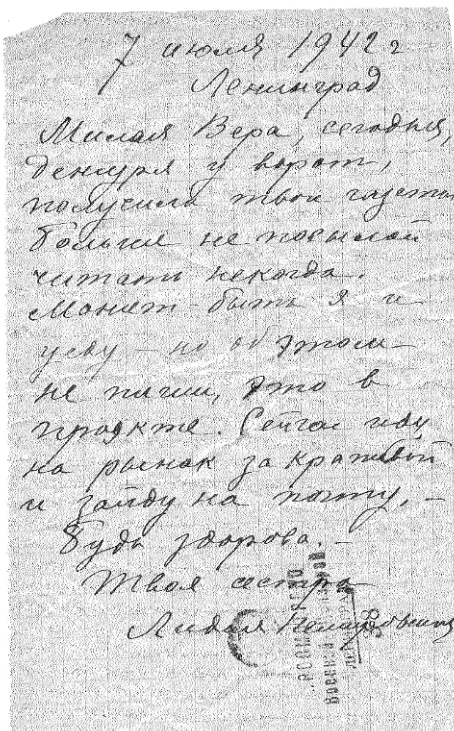 7 июля 1942 г
Ленинград
Милая Вера, сегодня,
дежуря у ворот,
получила твои газеты
больше не посылай
читать некогда.
Может быть я и
уеду – но об этом
не пиши, это в
проэкте. Сейчас иду
на рынок за крапивой
и зайду на почту. –
Будь здорова. –
Твоя сестра
Лидия